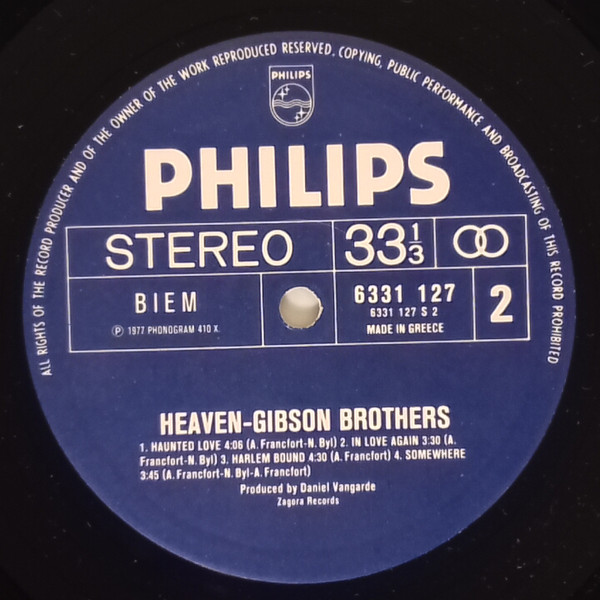 ALL RIGHTS OF THE RECORD PRODUCER AND OF THE OWNER OF THE WORK REPRODUCED RESERVED. COPYING, PUBLIC PERFORMANCE AND BROADCASTING OF THIS RECORD PROHIBITED
PHILIPS
PHILIPS
STEREO
33 1/3
BIEM
Ⓟ 1977 PHONOGRAM 410 X.
6331 127
6331 127 S 2
MADE IN GREECE
2
HEAVEN-GIBSON BROTHERS
1. HAUNTED LOVE 4:06 (A. Francfort-N. Byl) 2. IN LOVE AGAIN 3:30 (A.
Francfort-N. Byl) 3. HARLEM BOUND 4:30 (A. Francfort) 4. SOMEWHERE
3:45 (A. Francfort-N. Byl-A. Francfort)
Produced by Daniel Vangarde
Zagora Records